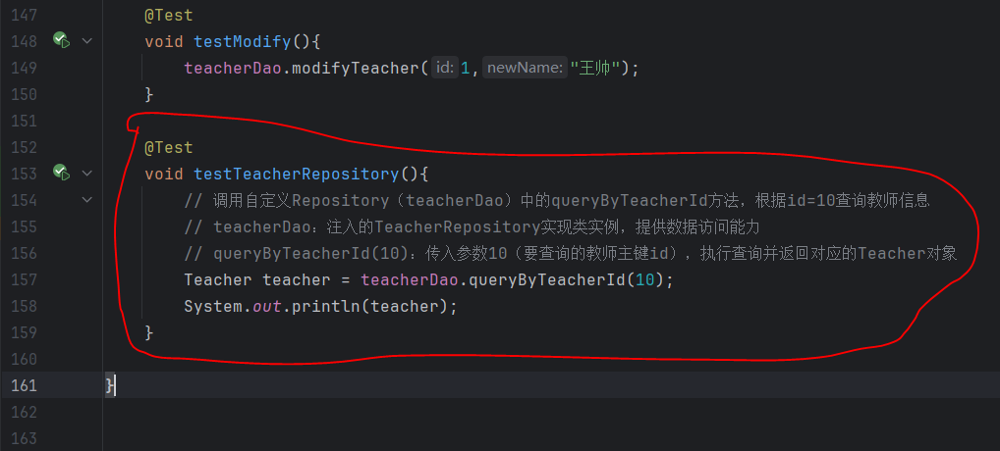 147 @Test
148 void testModify(){
149 teacherDao.modifyTeacher( id: 1, newName: "王帅");
150 }
151
152 @Test
153 void testTeacherRepository(){
154 // 调用自定义Repository（teacherDao）中的queryByTeacherId方法，根据id=10查询教师信息
155 // teacherDao：注入的TeacherRepository实现类实例，提供数据访问能力
156 // queryByTeacherId(10)：传入参数10（要查询的教师主键id），执行查询并返回对应的Teacher对象
157 Teacher teacher = teacherDao.queryByTeacherId(10);
158 System.out.println(teacher);
159 }
160
161 }
162
163